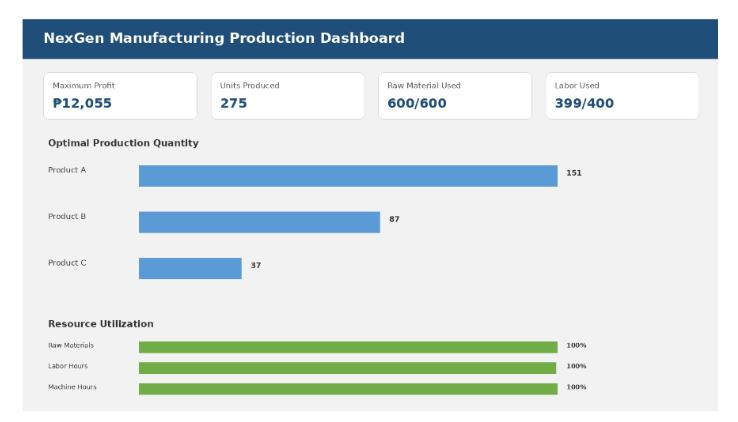 NexGen Manufacturing Production Dashboard
Maximum Profit
₱12,055
Units Produced
275
Raw Material Used
600/600
Labor Used
399/400
Optimal Production Quantity
Product A
151
Product B
87
Product C
37
Resource Utilization
Raw Materials
100%
Labor Hours
100%
Machine Hours
100%